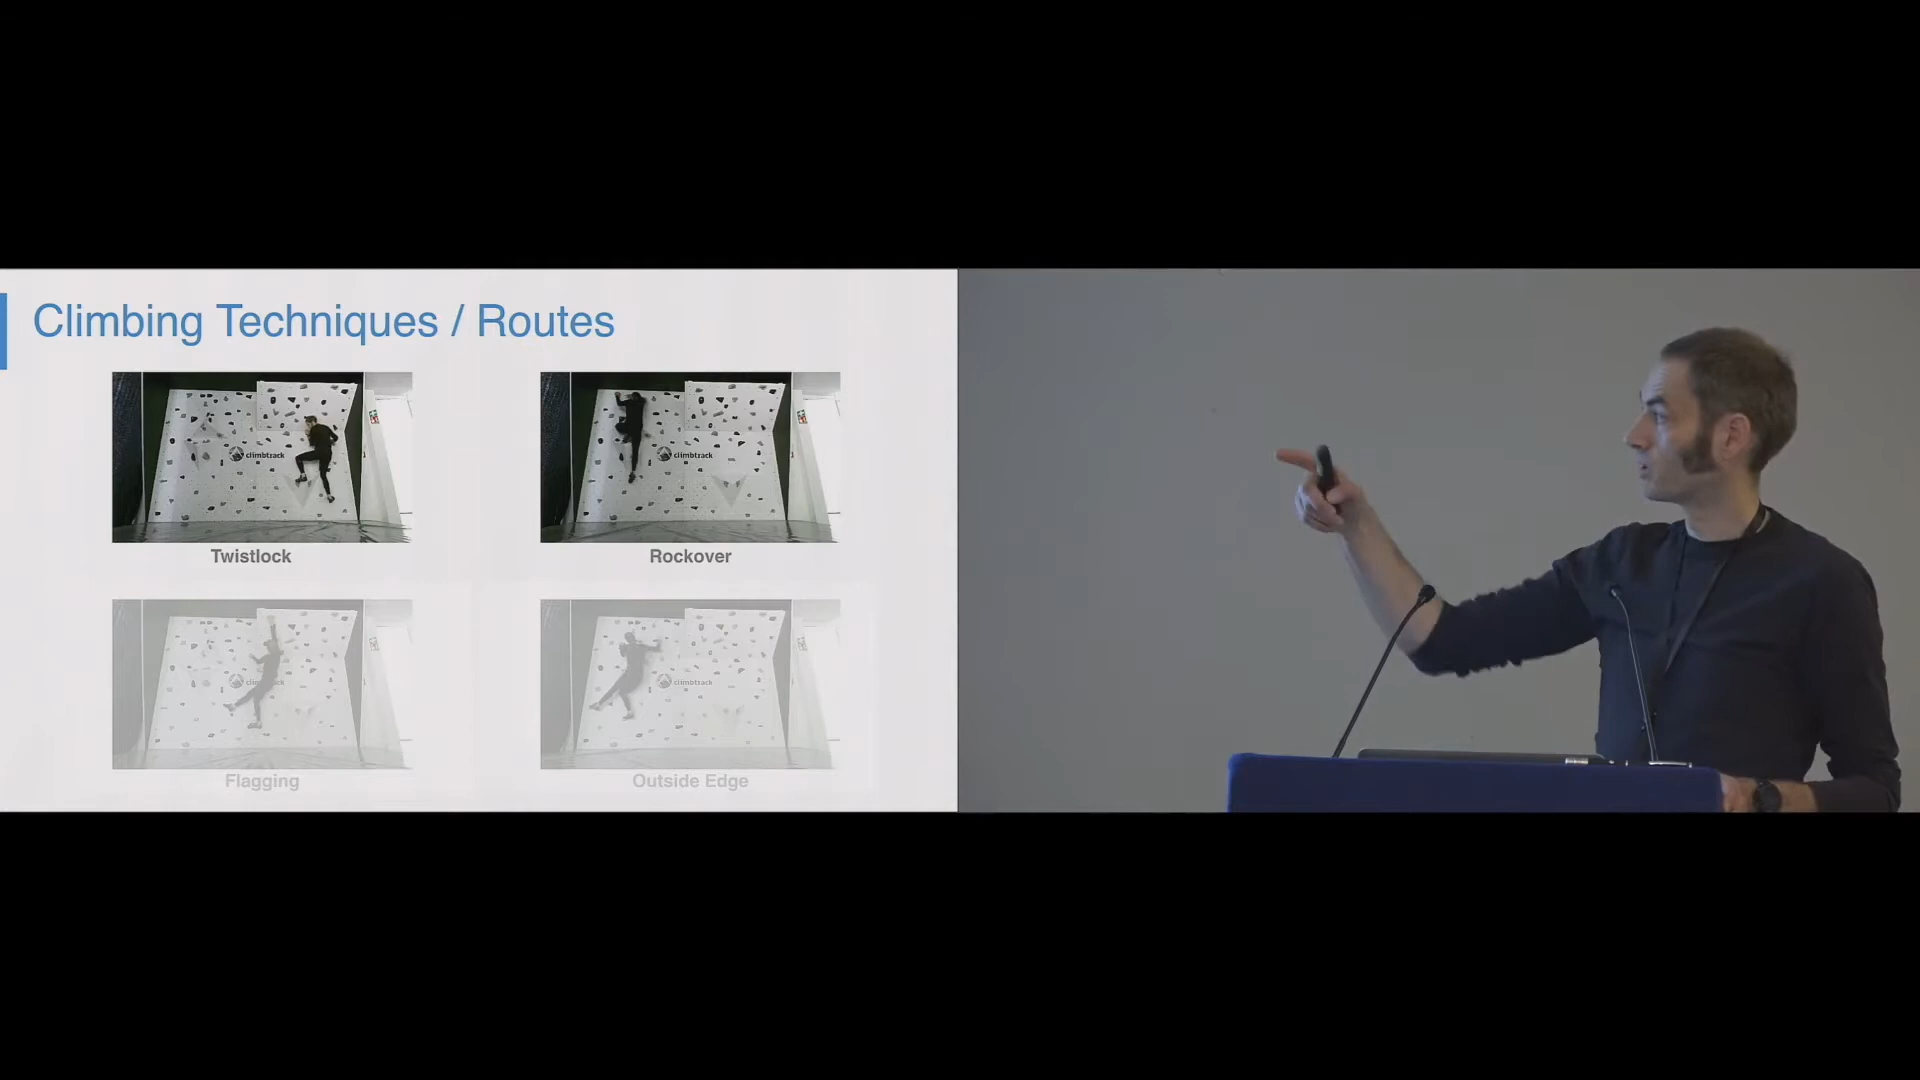 Climbing Techniques / Routes
climbtrack
climbtrack
Twistlock
Rockover
climbtrack
climbtrack
Flagging
Outside Edge